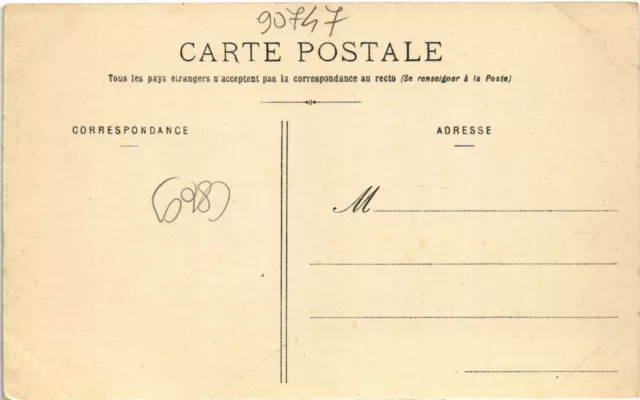 90747
CARTE POSTALE
Tous les pays étrangers n'acceptent pas la correspondance au recto (Se renseigner à la Poste)
CORRESPONDANCE
ADRESSE
(698)
M